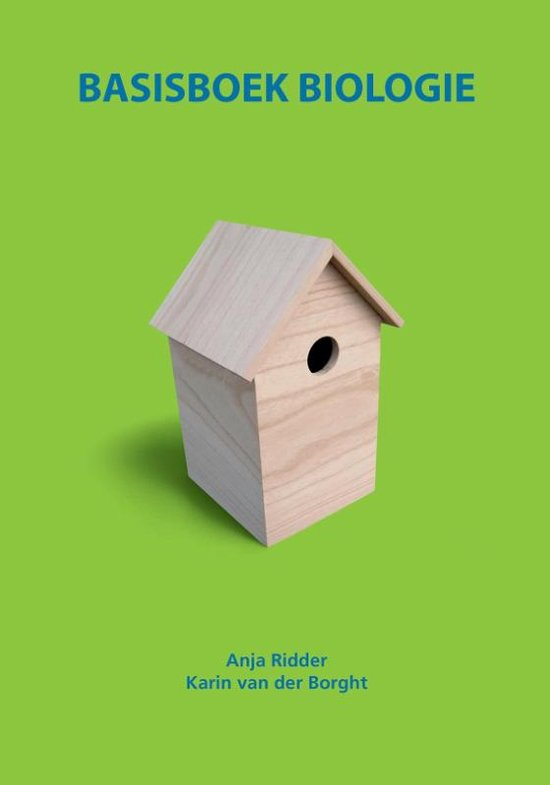 BASISBOEK BIOLOGIE
Anja Ridder
Karin van der Borght